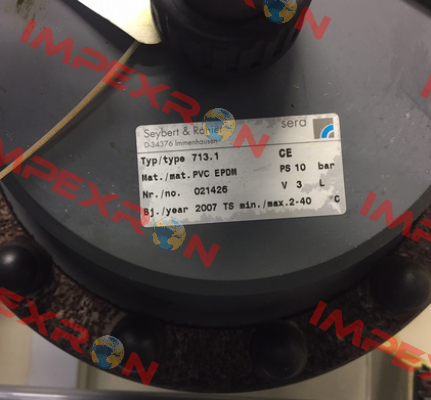 Seybert & Rahier sera
D-34376 Immenhausen
Typ/type 713.1 CE
Mat./mat.PVC EPDM PS 10 bar
Nr./no. 021426 V 3 L
Bj./year 2007 TS min./max.2-40 °C
IMPEXRON
IMPEXRON
IMPEXRON
IMPEXRON
IMPEXRON